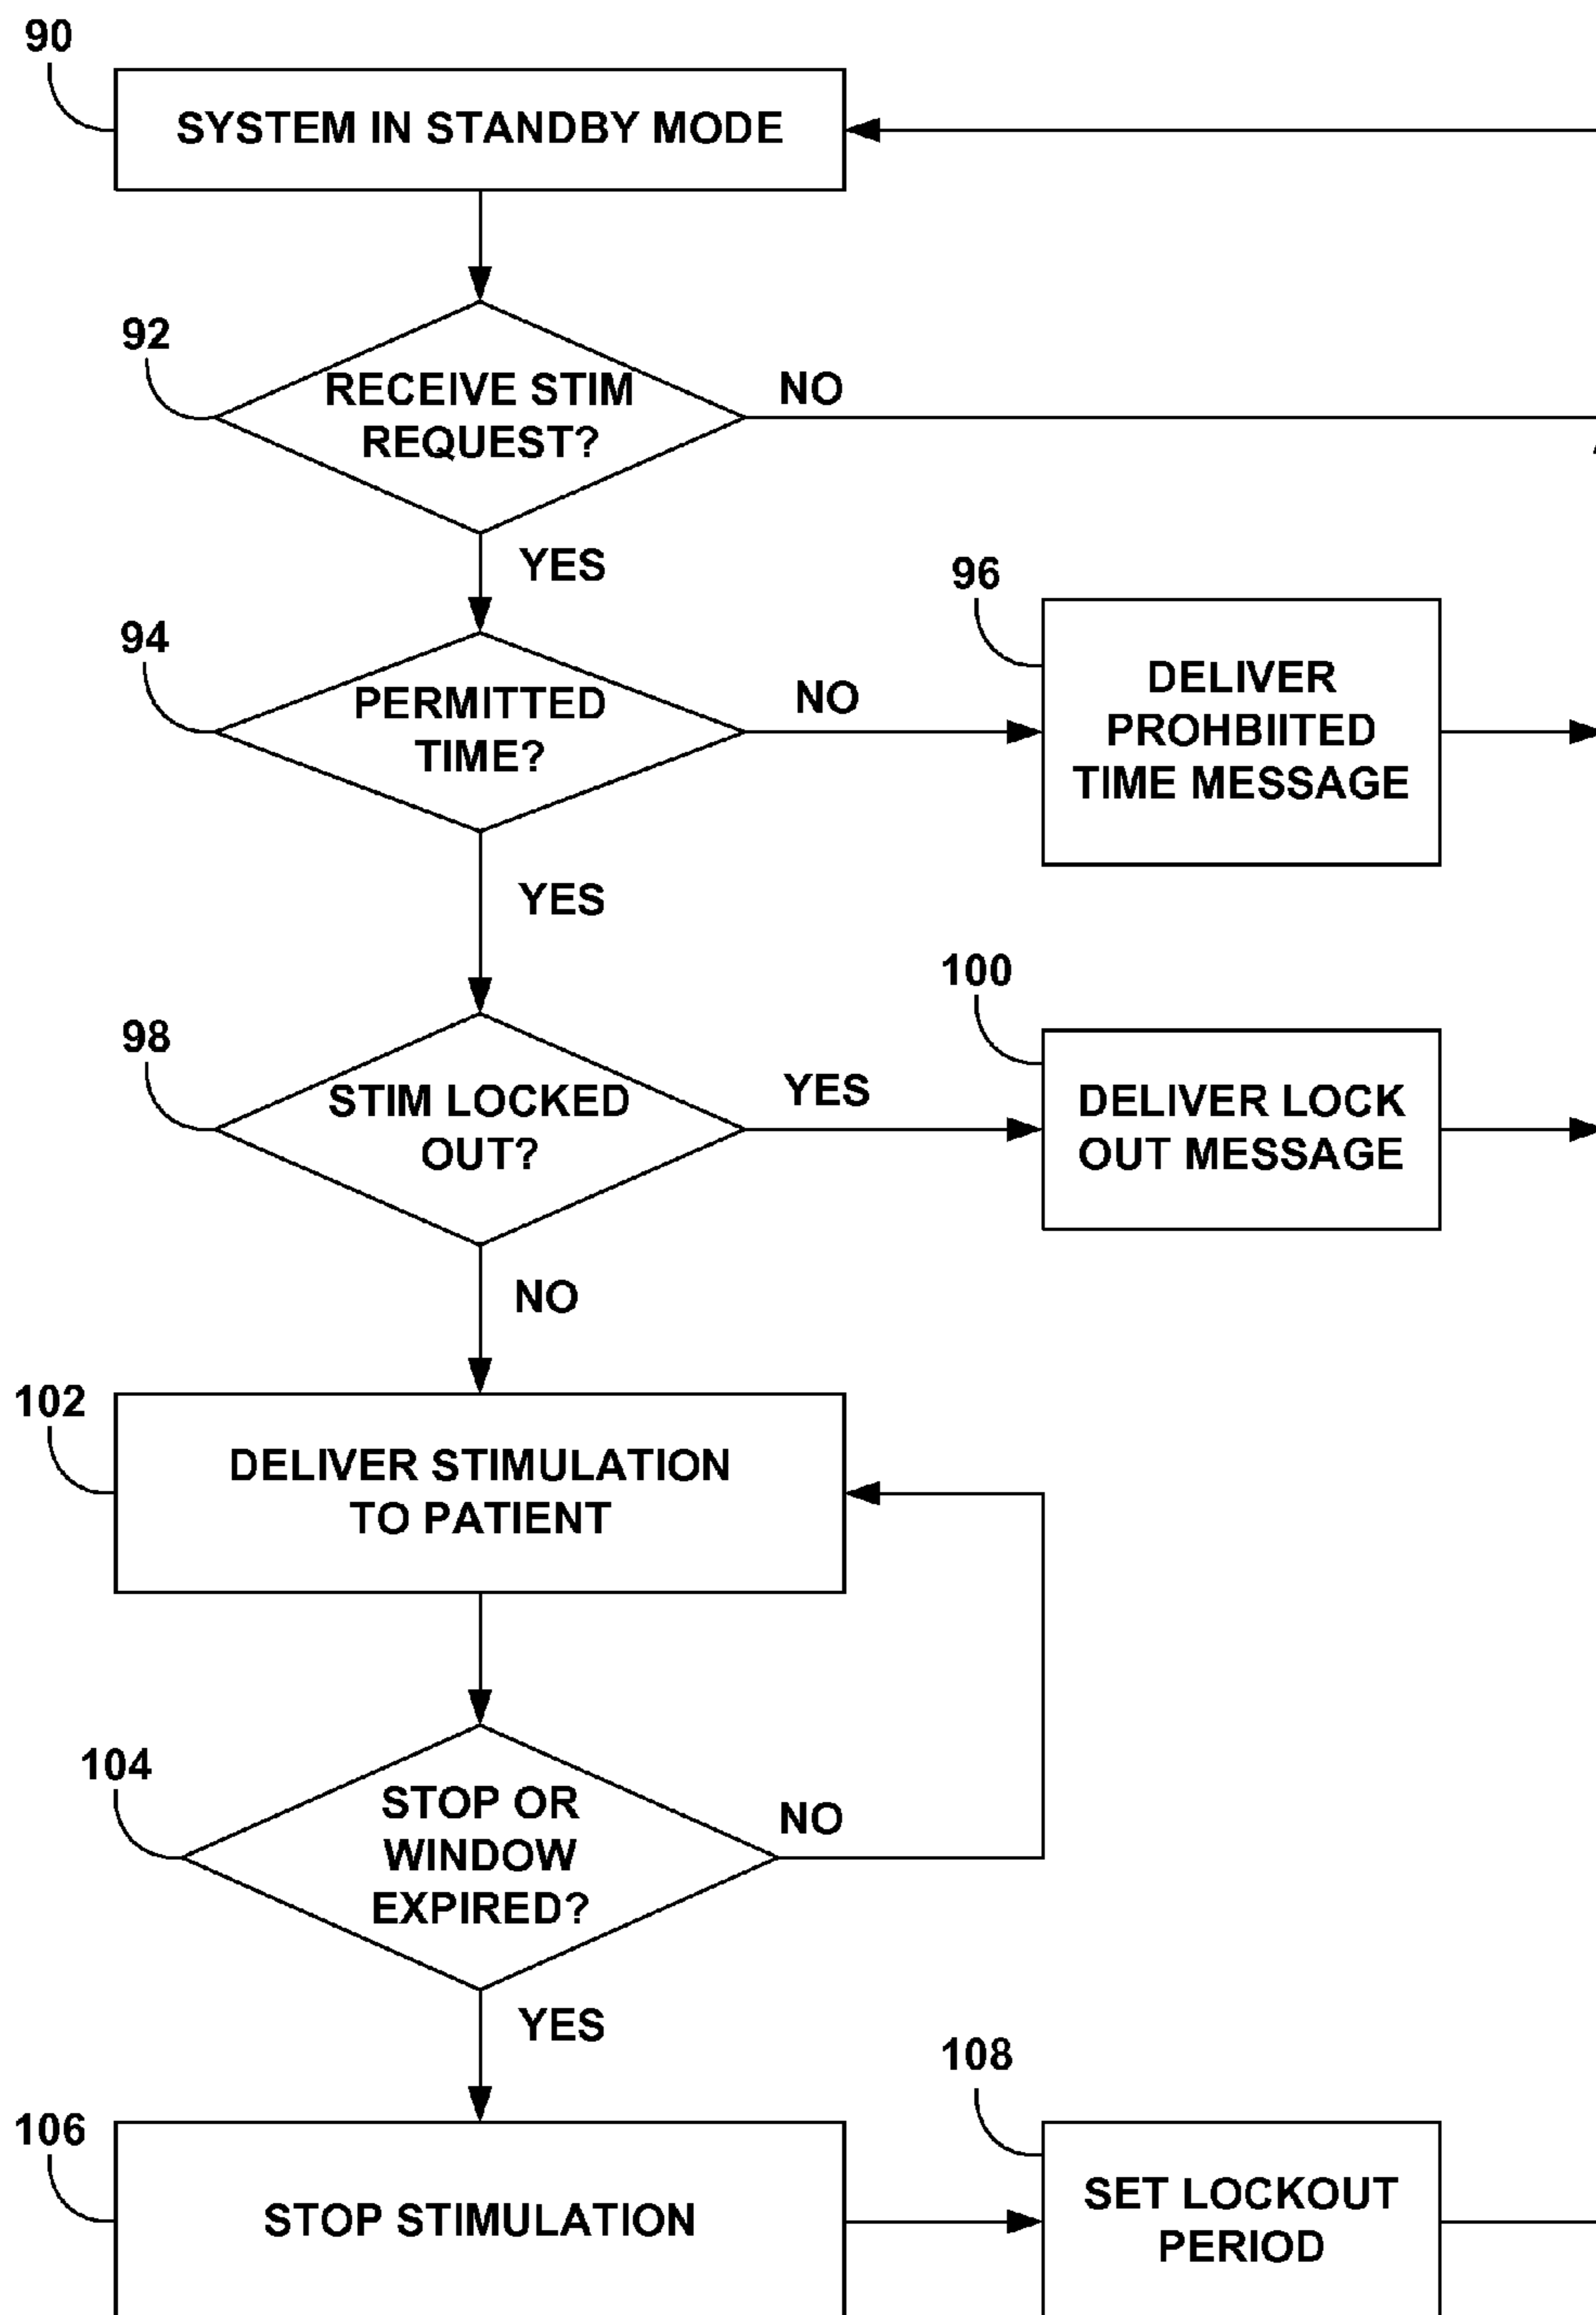 90
SYSTEM IN STANDBY MODE
92
RECEIVE STIM
REQUEST?
NO
YES
94
PERMITTED
TIME?
NO
96
DELIVER
PROHBIITED
TIME MESSAGE
YES
98
STIM LOCKED
OUT?
YES
100
DELIVER LOCK
OUT MESSAGE
NO
102
DELIVER STIMULATION
TO PATIENT
104
STOP OR
WINDOW
EXPIRED?
NO
YES
106
STOP STIMULATION
108
SET LOCKOUT
PERIOD